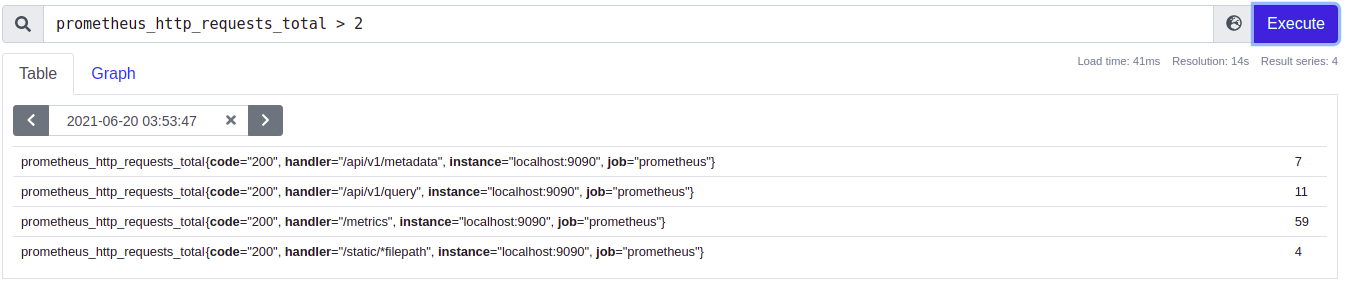 prometheus_http_requests_total > 2
Execute
Table
Graph
Load time: 41ms Resolution: 14s Result series: 4
2021-06-20 03:53:47
prometheus_http_requests_total{code="200", handler="/api/v1/metadata", instance="localhost:9090", job="prometheus"} 7
prometheus_http_requests_total{code="200", handler="/api/v1/query", instance="localhost:9090", job="prometheus"} 11
prometheus_http_requests_total{code="200", handler="/metrics", instance="localhost:9090", job="prometheus"} 59
prometheus_http_requests_total{code="200", handler="/static/*filepath", instance="localhost:9090", job="prometheus"} 4